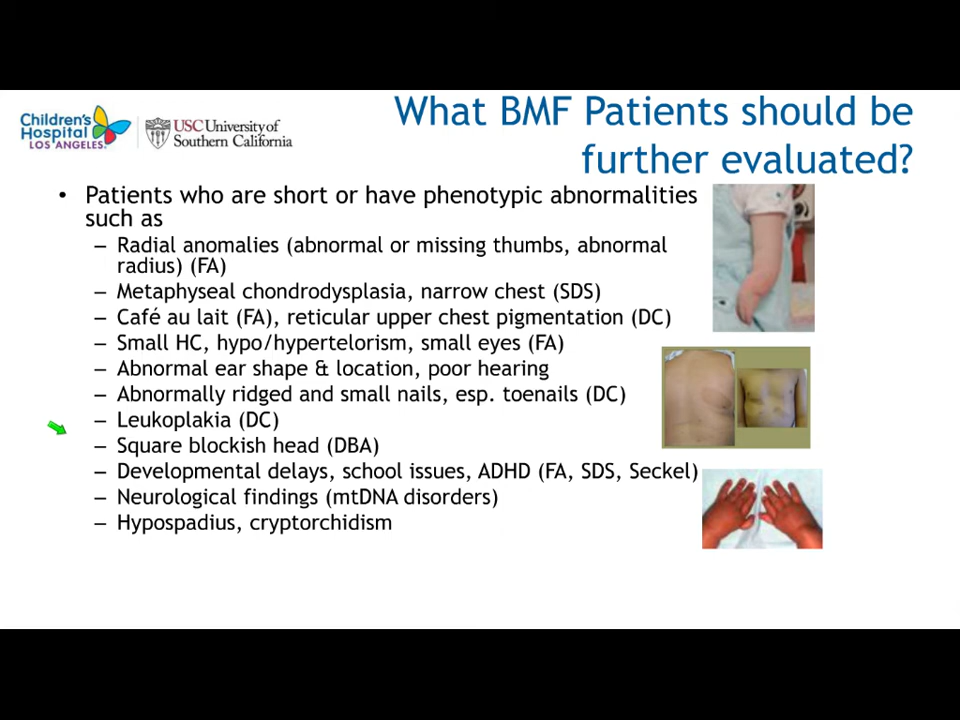 Children's
Hospital
LOS ANGELES
USC University of
Southern California
What BMF Patients should be
further evaluated?
• Patients who are short or have phenotypic abnormalities
such as
– Radial anomalies (abnormal or missing thumbs, abnormal
radius) (FA)
– Metaphyseal chondrodysplasia, narrow chest (SDS)
– Café au lait (FA), reticular upper chest pigmentation (DC)
– Small HC, hypo/hypertelorism, small eyes (FA)
– Abnormal ear shape & location, poor hearing
– Abnormally ridged and small nails, esp. toenails (DC)
– Leukoplakia (DC)
– Square blockish head (DBA)
– Developmental delays, school issues, ADHD (FA, SDS, Seckel)
– Neurological findings (mtDNA disorders)
– Hypospadius, cryptorchidism